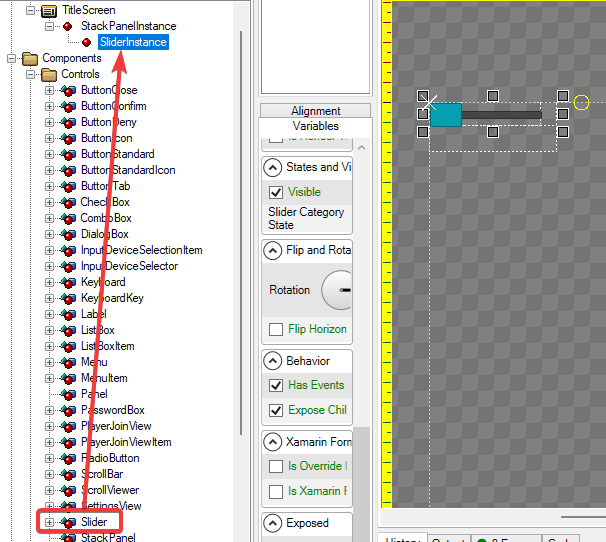 TitleScreen
StackPanelInstance
SliderInstance
Components
Controls
ButtonClose
ButtonConfirm
ButtonDeny
ButtonIcon
ButtonStandard
ButtonStandardIcon
ButtonTab
CheckBox
ComboBox
DialogBox
InputDeviceSelectionItem
InputDeviceSelector
Keyboard
KeyboardKey
Label
ListBox
ListBoxItem
Menu
MenuItem
Panel
PasswordBox
PlayerJoinView
PlayerJoinViewItem
RadioButton
ScrollBar
ScrollViewer
SettingsView
Slider
StackPanel
Alignment
Variables
States and Vi
Visible
Slider Category
State
Flip and Rota
Rotation
Flip Horizon
Behavior
Has Events
Expose Chil
Xamarin Form
Is Override
Is Xamarin F
Exposed
History
Output